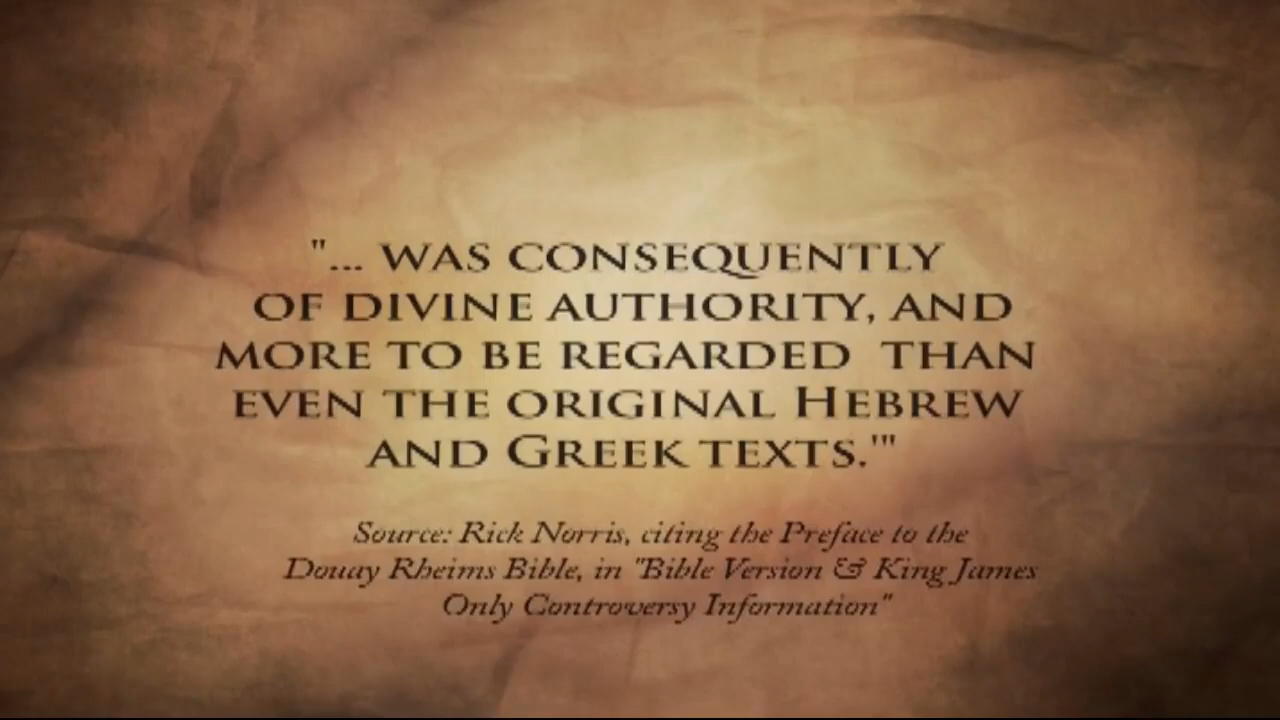 "... WAS CONSEQUENTLY
OF DIVINE AUTHORITY, AND
MORE TO BE REGARDED THAN
EVEN THE ORIGINAL HEBREW
AND GREEK TEXTS.'"
Source: Rick Norris, citing the Preface to the
Douay Rheims Bible, in "Bible Version & King James
Only Controversy Information"